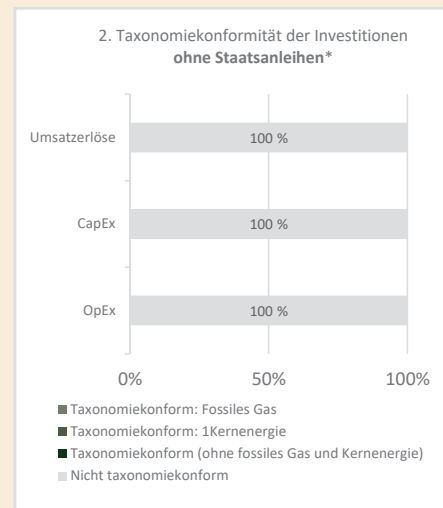 2. Taxonomiekonformität der Investitionen
ohne Staatsanleihen*
Umsatzerlöse
100 %
CapEx
100 %
OpEx
100 %
0%
50%
100%
Taxonomiekonform: Fossiles Gas
Taxonomiekonform: 1Kernenergie
Taxonomiekonform (ohne fossiles Gas und Kernenergie)
Nicht taxonomiekonform